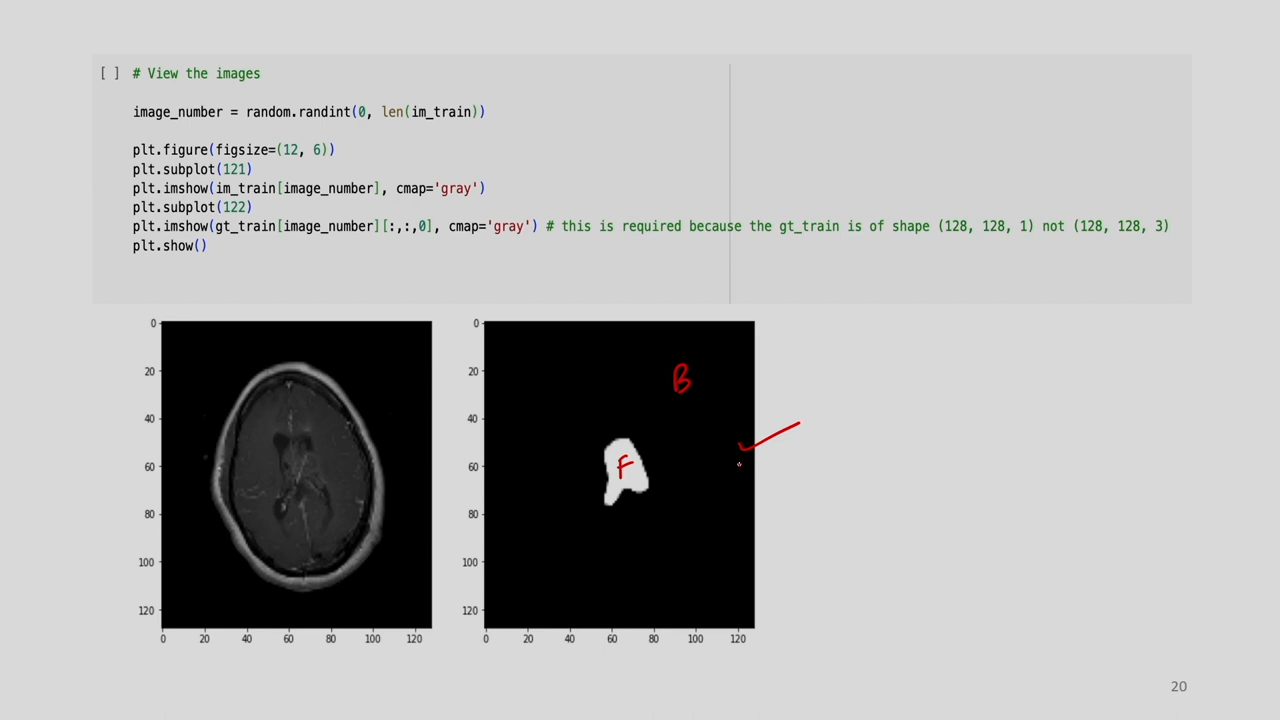 [ ] # View the images
image_number = random.randint(0, len(im_train))
plt.figure(figsize=(12, 6))
plt.subplot(121)
plt.imshow(im_train[image_number], cmap='gray')
plt.subplot(122)
plt.imshow(gt_train[image_number][:,:,0], cmap='gray') # this is required because the gt_train is of shape (128, 128, 1) not (128, 128, 3)
plt.show()
0
20
40
60
80
100
120
0 20 40 60 80 100 120
0
20
40
60
80
100
120
0 20 40 60 80 100 120
B
F
20